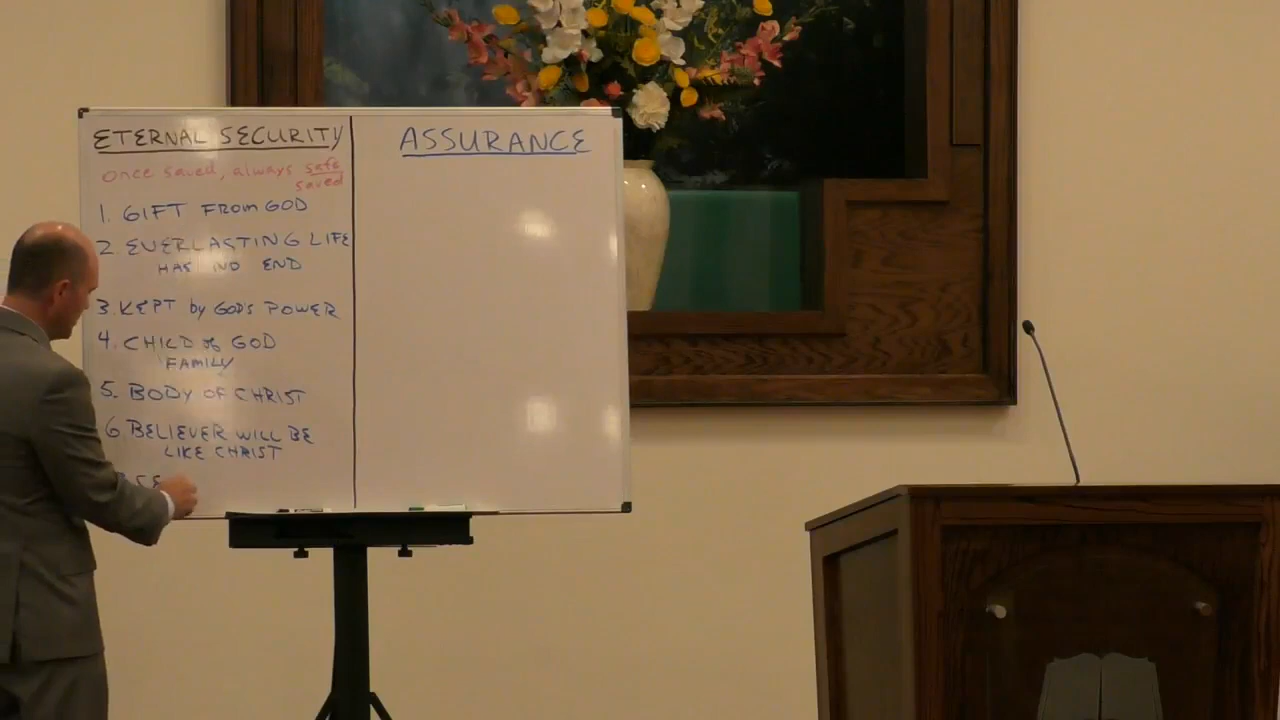 ETERNAL SECURITY
once saved, always safe
saved
1. GIFT FROM GOD
2 EVERLASTING LIFE
HAS NO END
3. KEPT by GOD'S POWER
4. CHILD of GOD
FAMILY
5. BODY OF CHRIST
6 BELIEVER WILL BE
LIKE CHRIST
SE
ASSURANCE